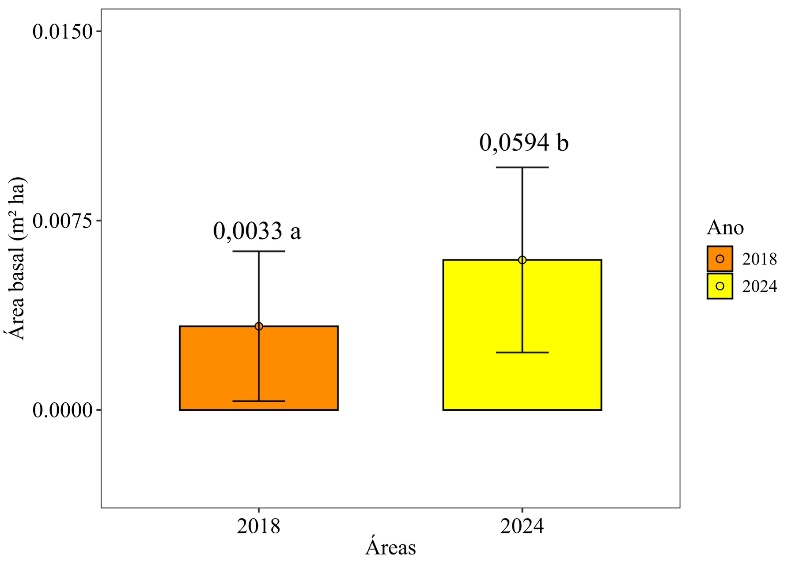 0.0150
0.0075
0.0000
Área basal (m² ha)
0,0033 a
0,0594 b
2018
2024
Áreas
Ano
2018
2024